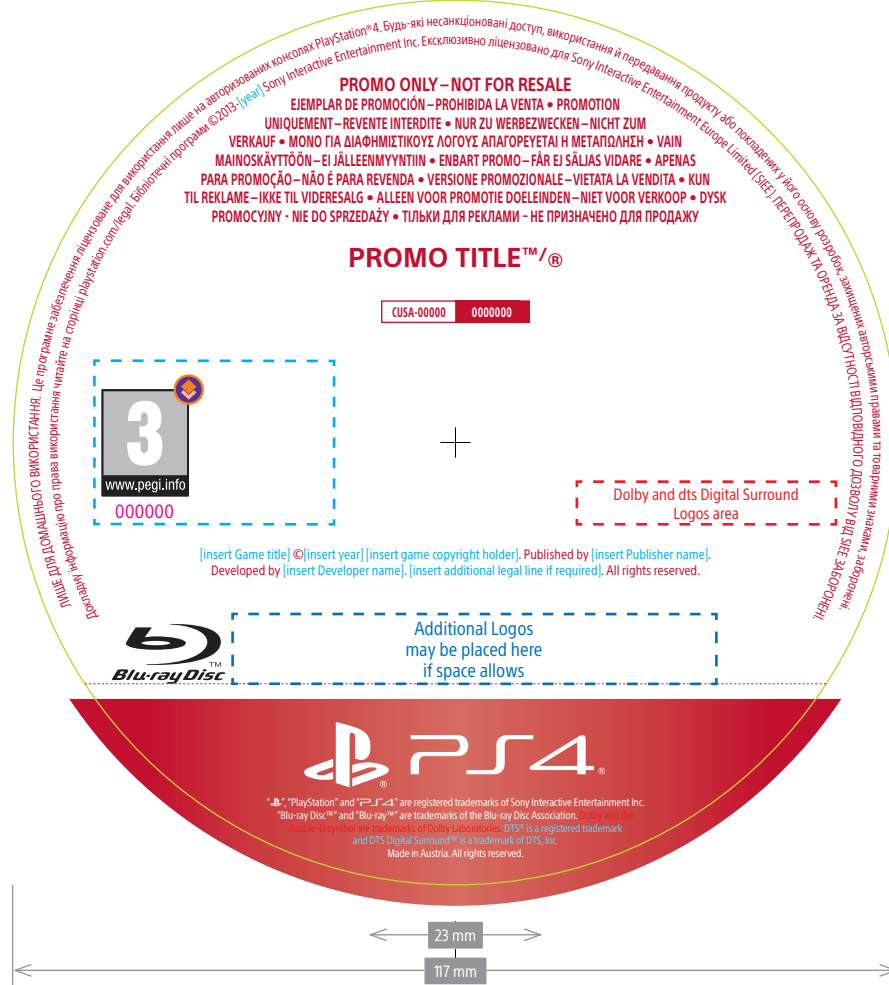 ЛИШЕ ДЛЯ ДОМАШНЬОГО ВИКОРИСТАННЯ. Це програмне забезпечення ліцензоване для використання лише на авторизованих консолях PlayStation®4. Будь-які несанкціоновані доступ, використання й передавання продукту або покладених у його основу розробок, захищених авторськими правами та товарними знаками, заборонені.
Докладну інформацію про права використання читайте на сторінці playstation.com/legal. Бібліотечні програми ©2013-[year] Sony Interactive Entertainment Inc. Ексклюзивно ліцензовано для Sony Interactive Entertainment Europe Limited (SIEE). ПЕРЕПРОДАЖ ТА ОРЕНДА ЗА ВІДСУТНОСТІ ВІДПОВІДНОГО ДОЗВОЛУ ВІД SIEE ЗАБОРОНЕНІ.
PROMO ONLY – NOT FOR RESALE
EJEMPLAR DE PROMOCIÓN – PROHIBIDA LA VENTA • PROMOTION
UNIQUEMENT – REVENTE INTERDITE • NUR ZU WERBEZWECKEN – NICHT ZUM
VERKAUF • ΜΟΝΟ ΓΙΑ ΔΙΑΦΗΜΙΣΤΙΚΟΥΣ ΛΟΓΟΥΣ ΑΠΑΓΟΡΕΥΕΤΑΙ Η ΜΕΤΑΠΩΛΗΣΗ • VAIN
MAINOSKÄYTTÖÖN – EI JÄLLEENMYYNTIIN • ENBART PROMO – FÅR EJ SÄLJAS VIDARE • APENAS
PARA PROMOÇÃO – NÃO É PARA REVENDA • VERSIONE PROMOZIONALE – VIETATA LA VENDITA • KUN
TIL REKLAME – IKKE TIL VIDERESALG • ALLEEN VOOR PROMOTIE DOELEINDEN – NIET VOOR VERKOOP • DYSK
PROMOCYJNY - NIE DO SPRZEDAŻY • ТІЛЬКИ ДЛЯ РЕКЛАМИ – НЕ ПРИЗНАЧЕНО ДЛЯ ПРОДАЖУ
PROMO TITLE™/®
CUSA-00000 0000000
3
www.pegi.info
000000
Dolby and dts Digital Surround
Logos area
[insert Game title] ©[insert year] [insert game copyright holder]. Published by [insert Publisher name].
Developed by [insert Developer name]. [insert additional legal line if required]. All rights reserved.
Blu-ray Disc™
Additional Logos
may be placed here
if space allows
PS4®
“PS”, “PlayStation” and “PS4” are registered trademarks of Sony Interactive Entertainment Inc.
“Blu-ray Disc™” and “Blu-ray™” are trademarks of the Blu-ray Disc Association. Dolby and the
double-D symbol are trademarks of Dolby Laboratories. DTS® is a registered trademark
and DTS Digital Surround™ is a trademark of DTS, Inc.
Made in Austria. All rights reserved.
23 mm
117 mm